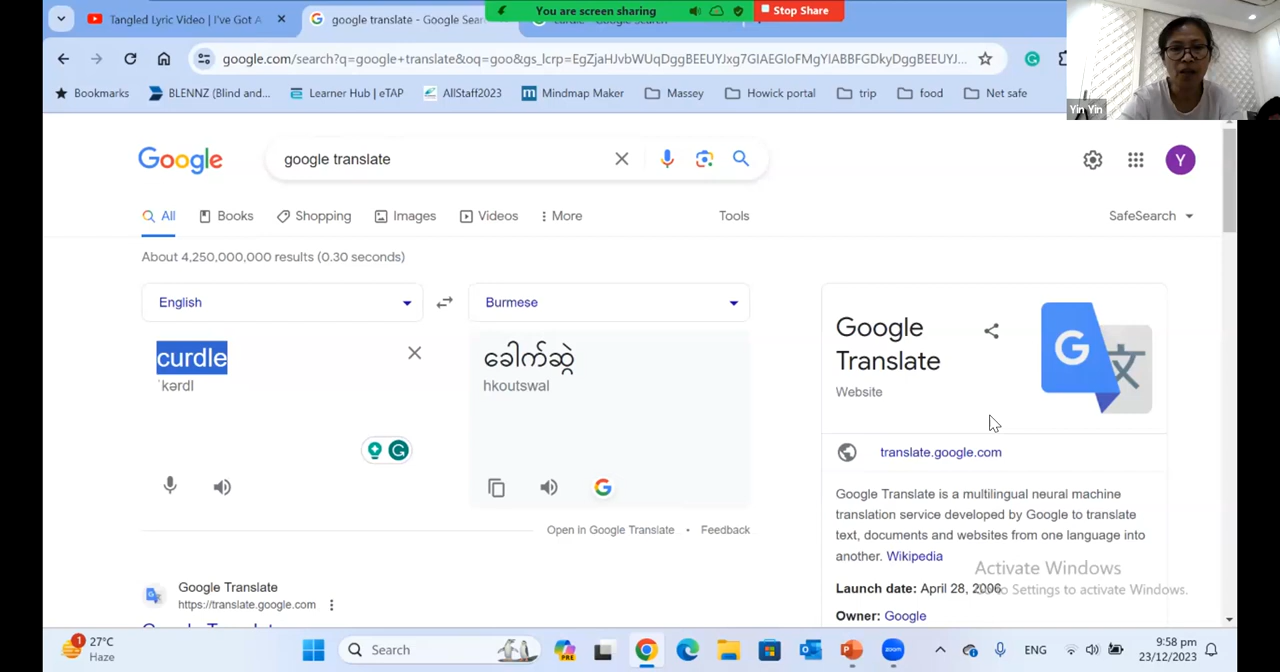 Tangled Lyric Video | I've Got A
google translate - Google Sear
curdle - Google Search
You are screen sharing
Stop Share
google.com/search?q=google+translate&oq=goo&gs_lcrp=EgZjaHJvbWUqDggBEEUYJxg7GIAEGIoFMgYIABBFGDkyDggBEEUYJ...
Bookmarks
BLENNZ (Blind and...
Learner Hub | eTAP
AllStaff2023
Mindmap Maker
Massey
Howick portal
trip
food
Net safe
Yin Yin
Google
google translate
Y
All
Books
Shopping
Images
Videos
More
Tools
SafeSearch
About 4,250,000,000 results (0.30 seconds)
English
Burmese
curdle
ˈkərdl
ခေါက်ဆွဲ
hkoutswal
Open in Google Translate • Feedback
Google Translate
https://translate.google.com
Google
Translate
Website
translate.google.com
Google Translate is a multilingual neural machine
translation service developed by Google to translate
text, documents and websites from one language into
another. Wikipedia
Launch date: April 28, 2006
Owner: Google
Activate Windows
Go to Settings to activate Windows.
1
27°C
Haze
Search
PRE
zoom
ENG
9:58 pm
23/12/2023